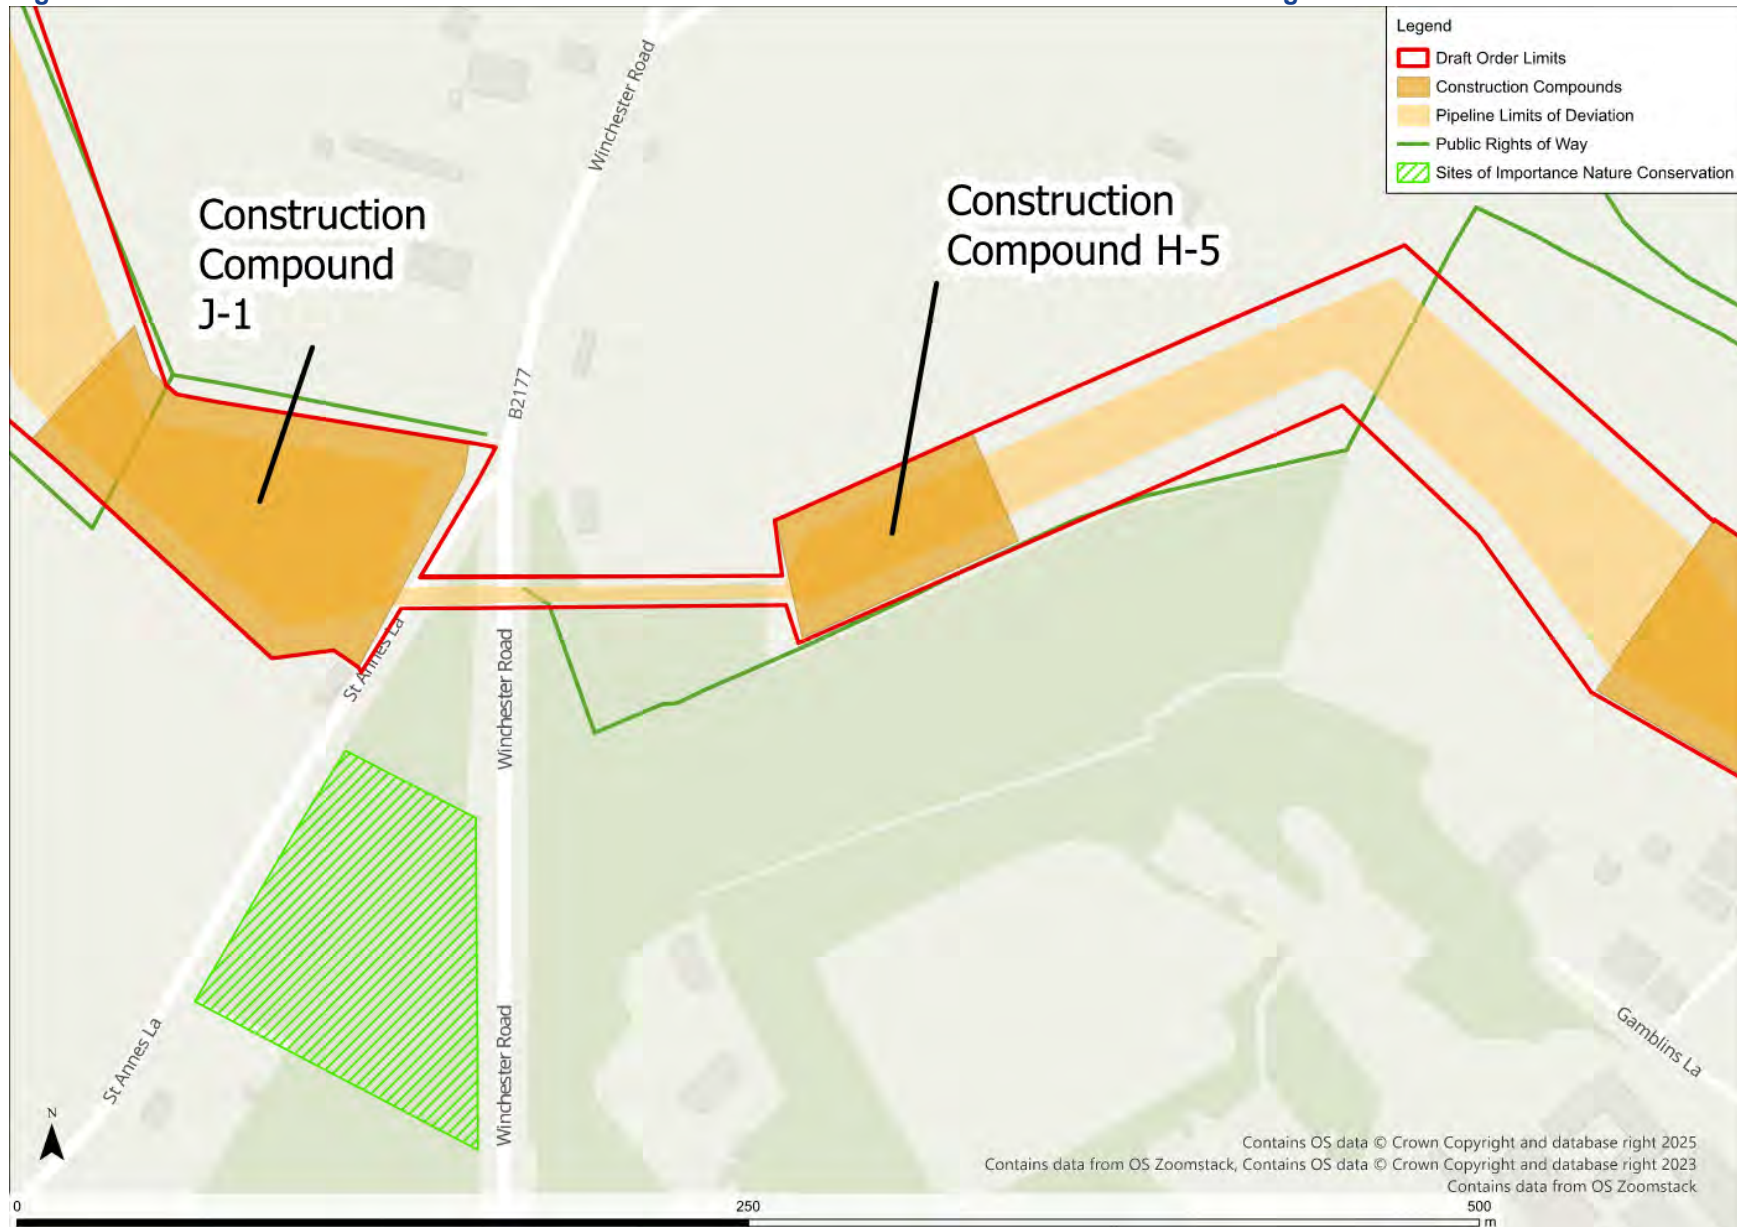 Legend
Draft Order Limits
Construction Compounds
Pipeline Limits of Deviation
Public Rights of Way
Sites of Importance Nature Conservation
Winchester Road
Construction
Compound
J-1
Construction
Compound H-5
B2177
St Annes La
Winchester Road
St Annes La
Winchester Road
Gamblins La
N
Contains OS data © Crown Copyright and database right 2025
Contains data from OS Zoomstack, Contains OS data © Crown Copyright and database right 2023
Contains data from OS Zoomstack
0
250
500
m